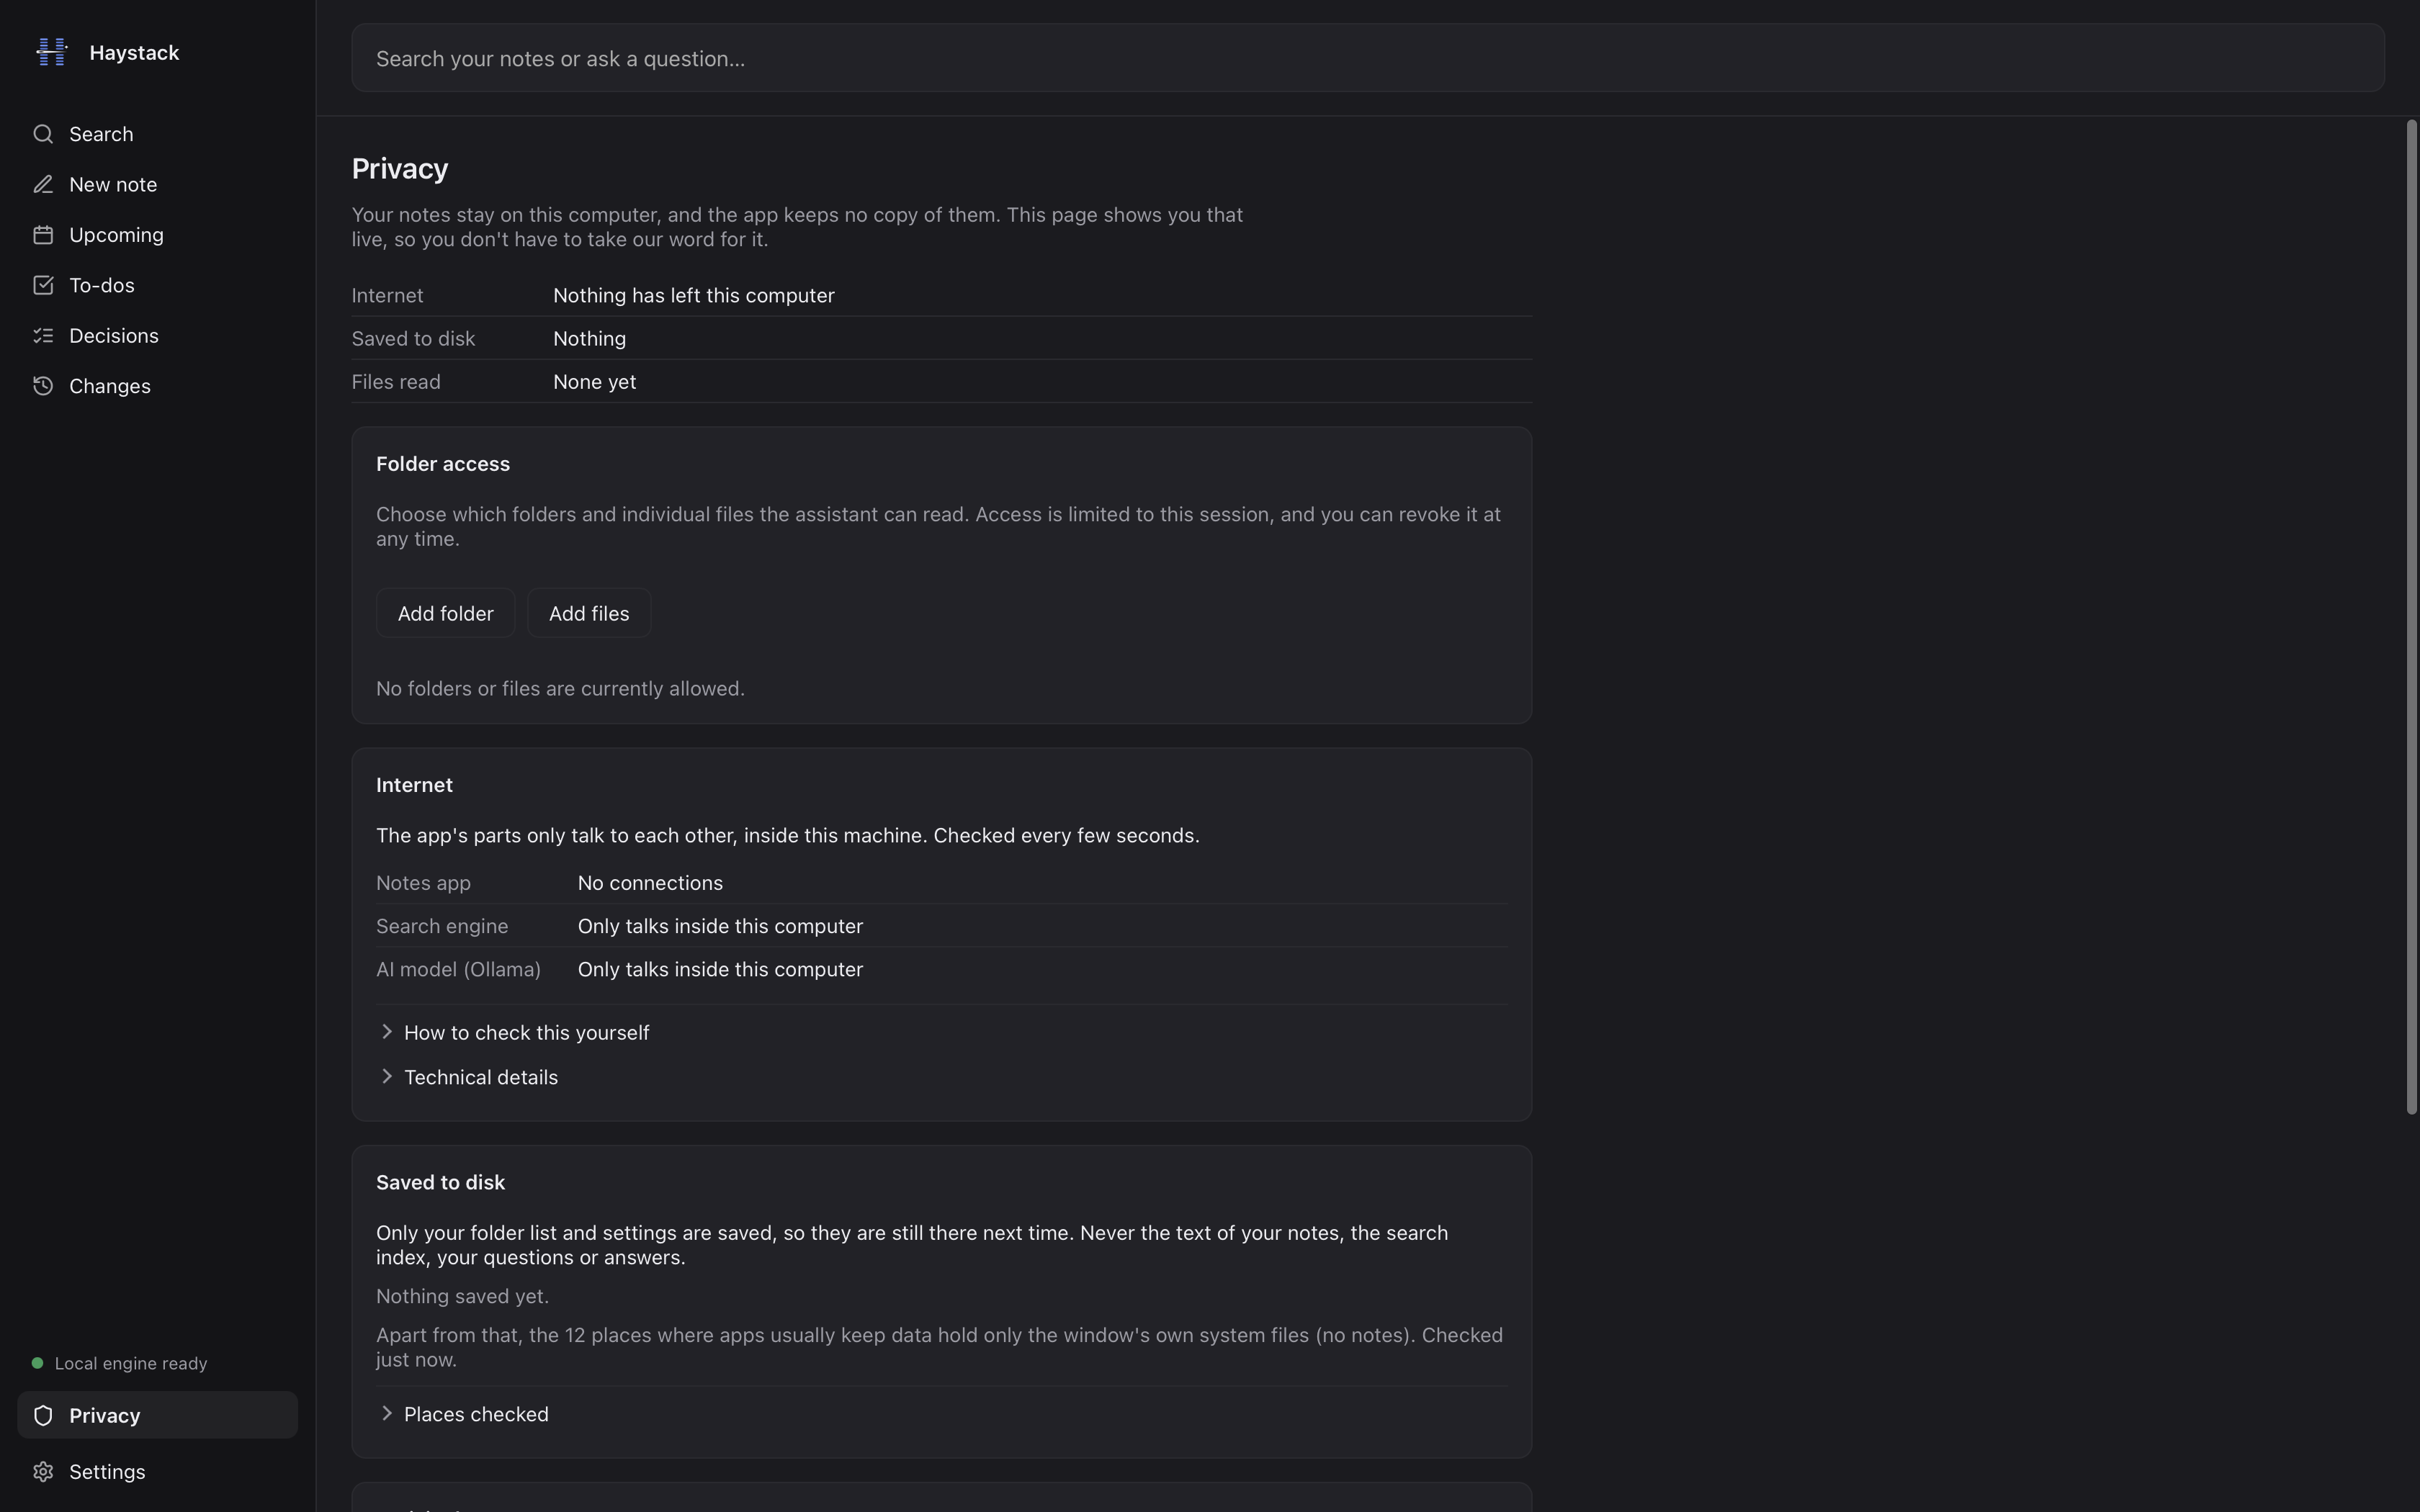 Haystack
Search
New note
Upcoming
To-dos
Decisions
Changes
Local engine ready
Privacy
Settings
Search your notes or ask a question...
Privacy
Your notes stay on this computer, and the app keeps no copy of them. This page shows you that
live, so you don't have to take our word for it.
Internet Nothing has left this computer
Saved to disk Nothing
Files read None yet
Folder access
Choose which folders and individual files the assistant can read. Access is limited to this session, and you can revoke it at
any time.
Add folder Add files
No folders or files are currently allowed.
Internet
The app's parts only talk to each other, inside this machine. Checked every few seconds.
Notes app No connections
Search engine Only talks inside this computer
AI model (Ollama) Only talks inside this computer
How to check this yourself
Technical details
Saved to disk
Only your folder list and settings are saved, so they are still there next time. Never the text of your notes, the search
index, your questions or answers.
Nothing saved yet.
Apart from that, the 12 places where apps usually keep data hold only the window's own system files (no notes). Checked
just now.
Places checked